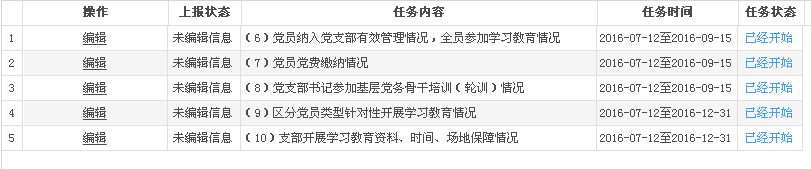 操作 上报状态 任务内容 任务时间 任务状态
1 编辑 未编辑信息 （6）党员纳入党支部有效管理情况，全员参加学习教育情况 2016-07-12至2016-09-15 已经开始
2 编辑 未编辑信息 （7）党员党费缴纳情况 2016-07-12至2016-09-15 已经开始
3 编辑 未编辑信息 （8）党支部书记参加基层党务骨干培训（轮训）情况 2016-07-12至2016-09-15 已经开始
4 编辑 未编辑信息 （9）区分党员类型针对性开展学习教育情况 2016-07-12至2016-12-31 已经开始
5 编辑 未编辑信息 （10）支部开展学习教育资料、时间、场地保障情况 2016-07-12至2016-12-31 已经开始